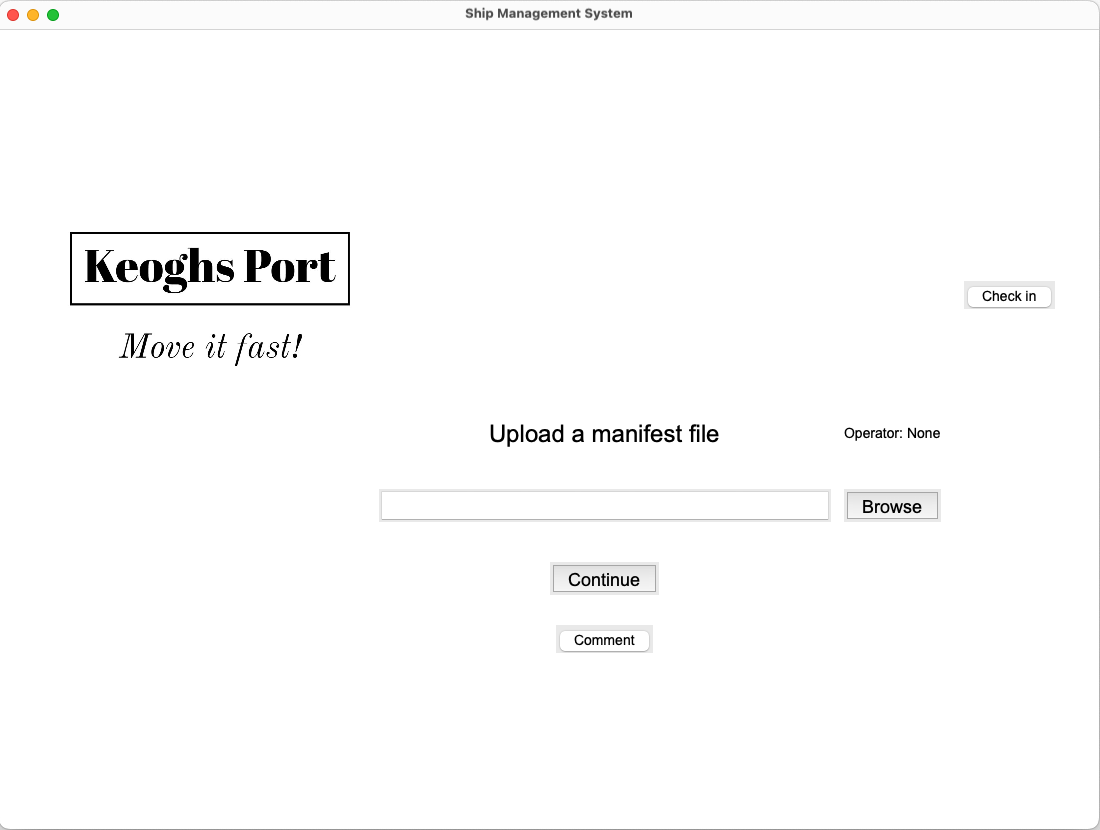 Ship Management System
Keoghs Port
Move it fast!
Check in
Upload a manifest file
Operator: None
Browse
Continue
Comment